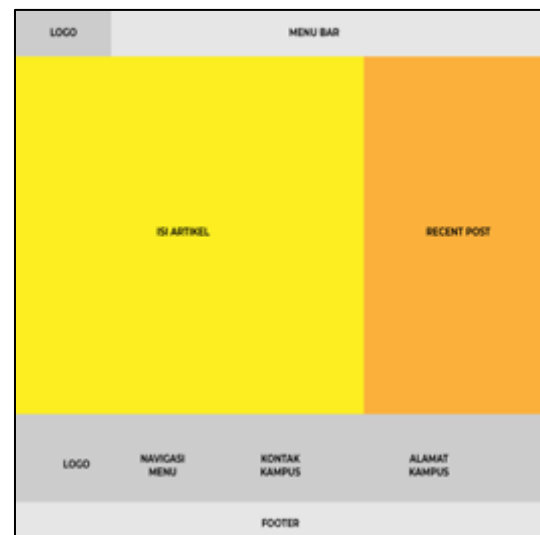 LOGO
MENU BAR
ISI ARTIKEL
RECENT POST
LOGO
NAVIGASI
MENU
KONTAK
KAMPUS
ALAMAT
KAMPUS
FOOTER